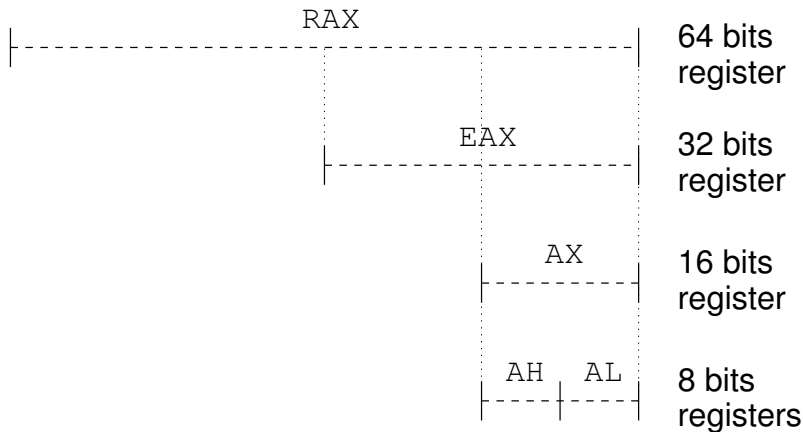 RAX
64 bits
register
EAX
32 bits
register
AX
16 bits
register
AH AL
8 bits
registers